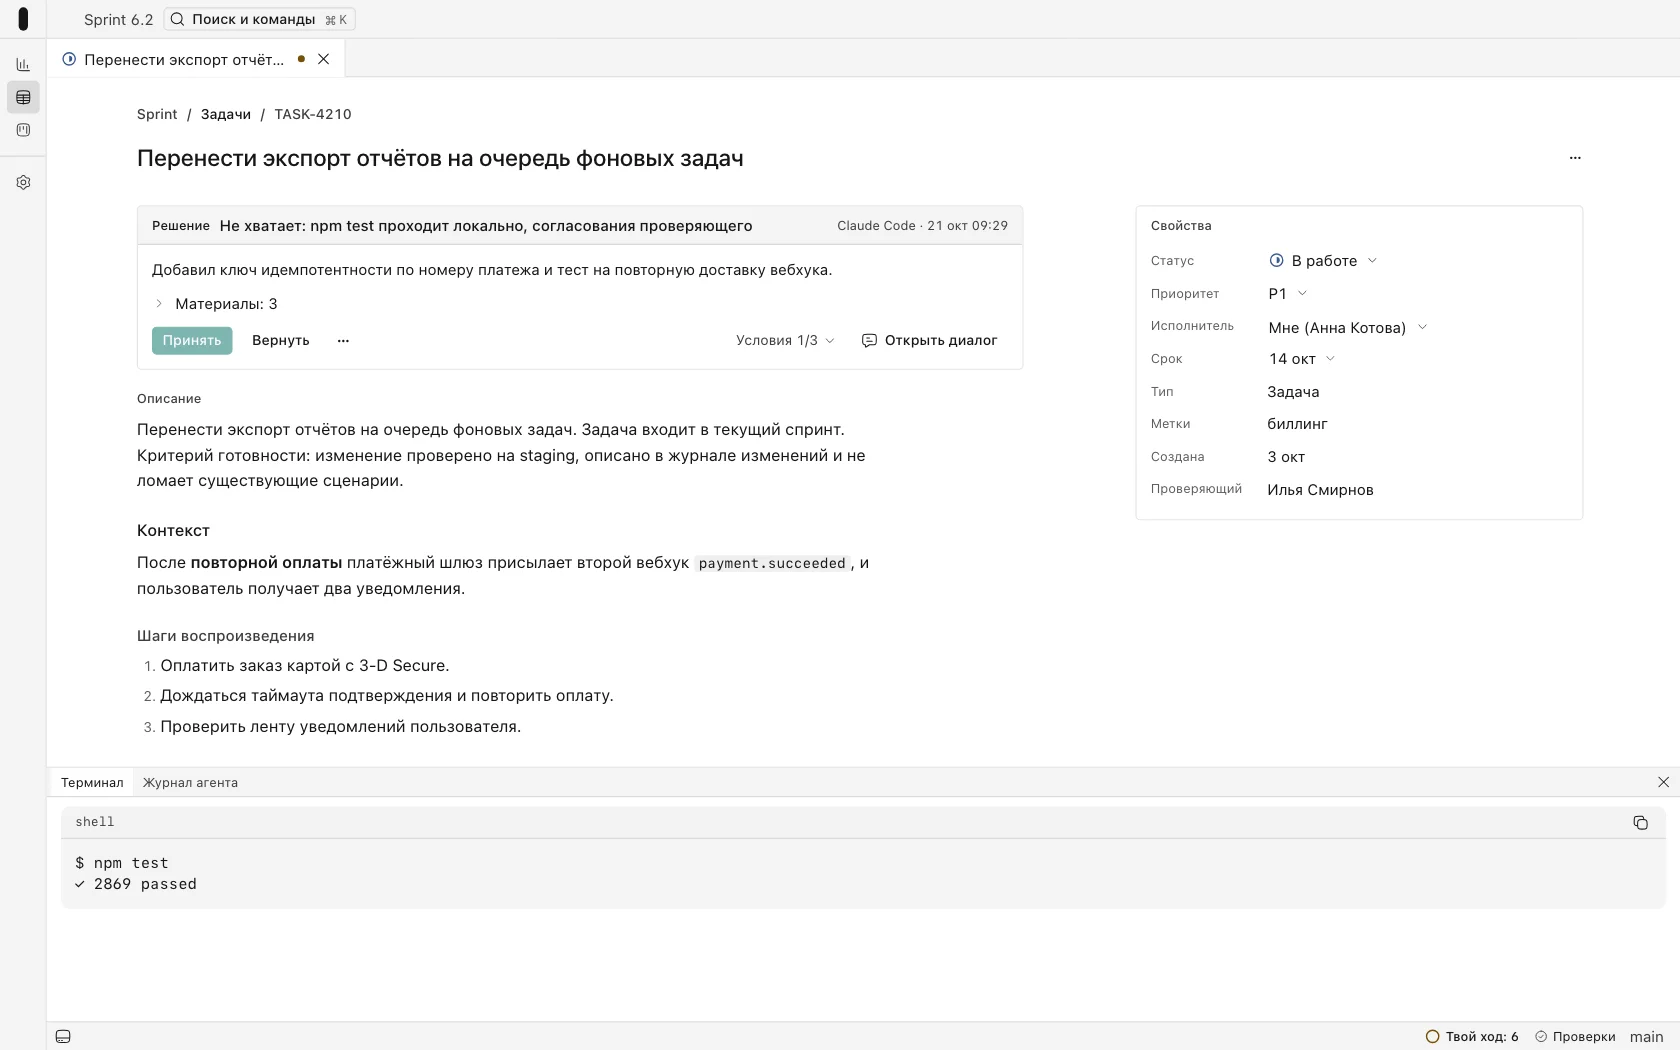 Sprint 6.2
Поиск и команды ⌘ K
Перенести экспорт отчёт...
Sprint / Задачи / TASK-4210
Перенести экспорт отчётов на очередь фоновых задач
Решение Не хватает: npm test проходит локально, согласования проверяющего
Claude Code · 21 окт 09:29
Добавил ключ идемпотентности по номеру платежа и тест на повторную доставку вебхука.
Материалы: 3
Принять Вернуть ... Условия 1/3 Открыть диалог
Описание
Перенести экспорт отчётов на очередь фоновых задач. Задача входит в текущий спринт.
Критерий готовности: изменение проверено на staging, описано в журнале изменений и не
ломает существующие сценарии.
Контекст
После повторной оплаты платёжный шлюз присылает второй вебхук payment.succeeded, и
пользователь получает два уведомления.
Шаги воспроизведения
1. Оплатить заказ картой с 3-D Secure.
2. Дождаться таймаута подтверждения и повторить оплату.
3. Проверить ленту уведомлений пользователя.
Свойства
Статус В работе
Приоритет P1
Исполнитель Мне (Анна Котова)
Срок 14 окт
Тип Задача
Метки биллинг
Создана 3 окт
Проверяющий Илья Смирнов
Терминал Журнал агента
shell
$ npm test
✓ 2869 passed
Твой ход: 6 Проверки main